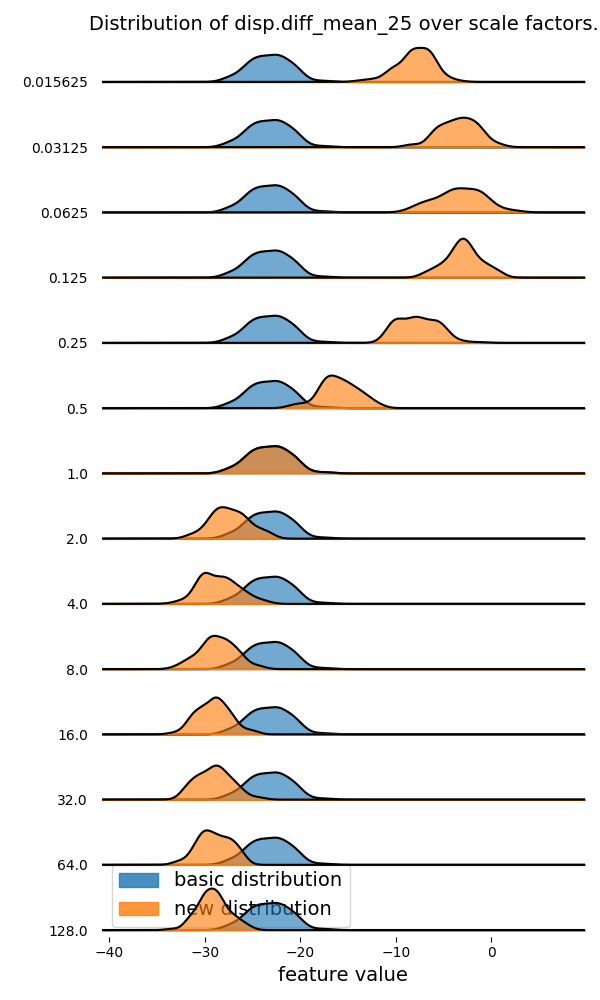 Distribution of disp.diff_mean_25 over scale factors.
0.015625
0.03125
0.0625
0.125
0.25
0.5
1.0
2.0
4.0
8.0
16.0
32.0
64.0
basic distribution
new distribution
128.0
−40 −30 −20 −10 0
feature value